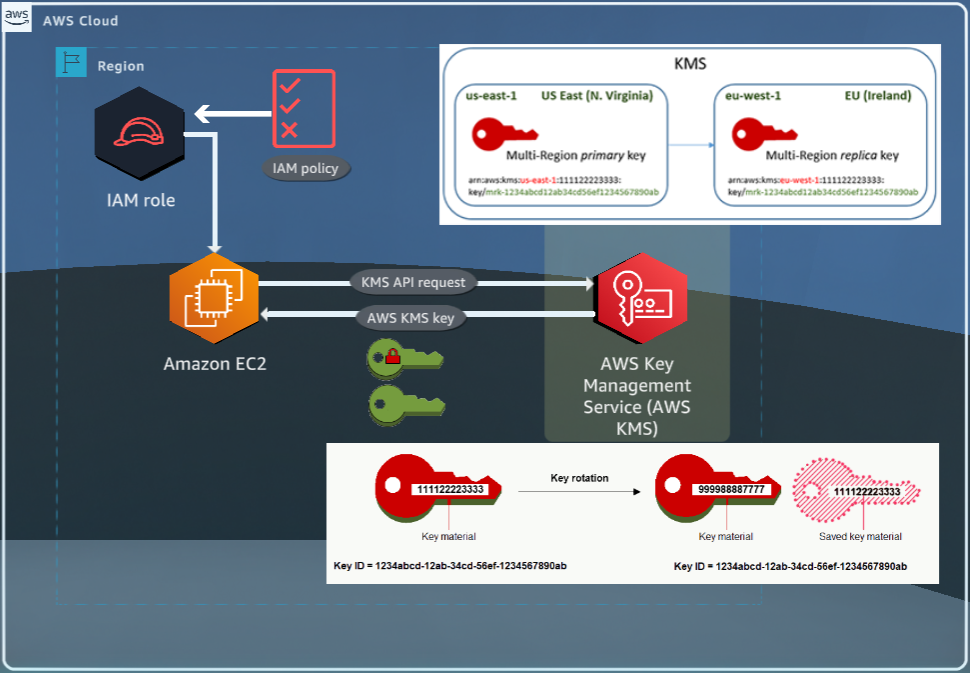 aws
AWS Cloud
Region
IAM policy
IAM role
KMS
us-east-1 US East (N. Virginia)
Multi-Region primary key
arn:aws:kms:us-east-1:111122223333:
key/mrk-1234abcd12ab34cd56ef1234567890ab
eu-west-1 EU (Ireland)
Multi-Region replica key
arn:aws:kms:eu-west-1:111122223333:
key/mrk-1234abcd12ab34cd56ef1234567890ab
KMS API request
AWS KMS key
Amazon EC2
AWS Key
Management
Service (AWS
KMS)
111122223333
Key material
Key ID = 1234abcd-12ab-34cd-56ef-1234567890ab
Key rotation
999988887777
Key material
111122223333
Saved key material
Key ID = 1234abcd-12ab-34cd-56ef-1234567890ab